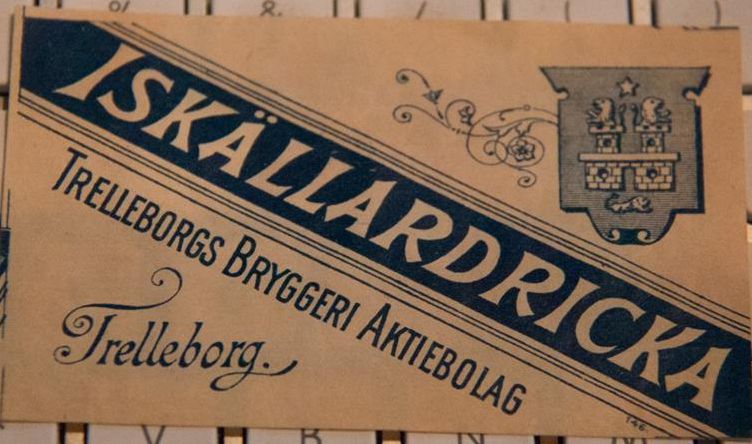 % & / ( )
ISKÄLLARDRICKA
TRELLEBORGS BRYGGERI AKTIEBOLAG
Trelleborg.
V B N